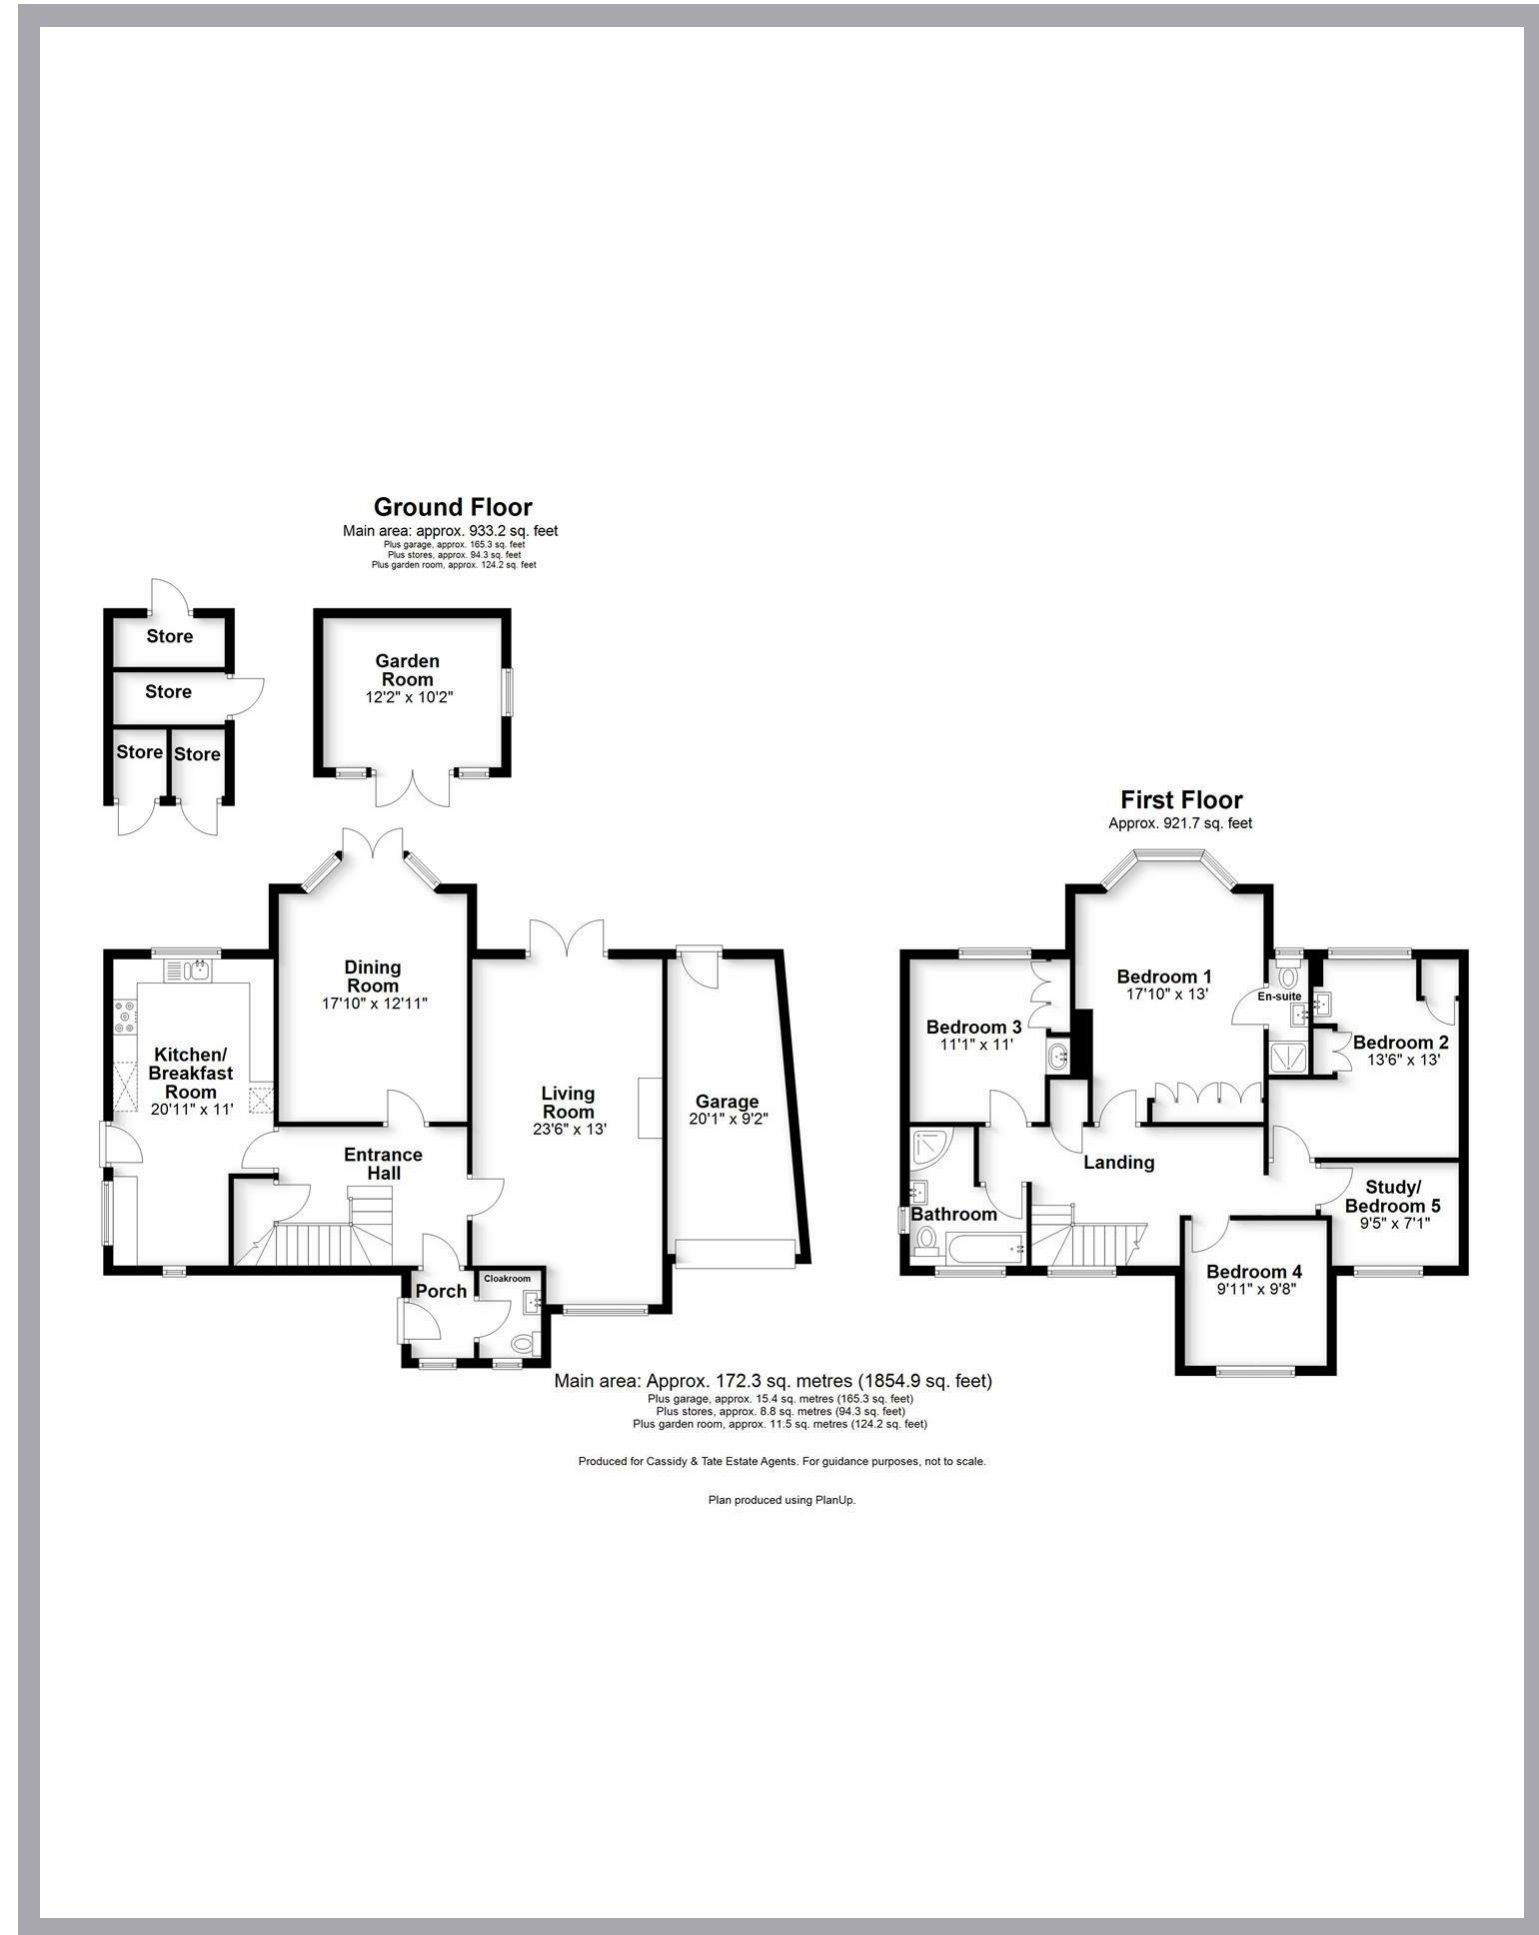 Ground Floor
Main area: approx. 933.2 sq. feet
Plus garage, approx. 165.3 sq. feet
Plus stores, approx. 94.3 sq. feet
Plus garden room, approx. 124.2 sq. feet
Store
Store
Store
Store
Garden
Room
12'2" x 10'2"
Dining
Room
17'10" x 12'11"
Kitchen/
Breakfast
Room
20'11" x 11'
Living
Room
23'6" x 13'
Garage
20'1" x 9'2"
Entrance
Hall
Porch
Cloakroom
First Floor
Approx. 921.7 sq. feet
Bedroom 1
17'10" x 13'
En-suite
Bedroom 3
11'1" x 11'
Bedroom 2
13'6" x 13'
Landing
Study/
Bedroom 5
9'5" x 7'1"
Bathroom
Bedroom 4
9'11" x 9'8"
Main area: Approx. 172.3 sq. metres (1854.9 sq. feet)
Plus garage, approx. 15.4 sq. metres (165.3 sq. feet)
Plus stores, approx. 8.8 sq. metres (94.3 sq. feet)
Plus garden room, approx. 11.5 sq. metres (124.2 sq. feet)
Produced for Cassidy & Tate Estate Agents. For guidance purposes, not to scale.
Plan produced using PlanUp.